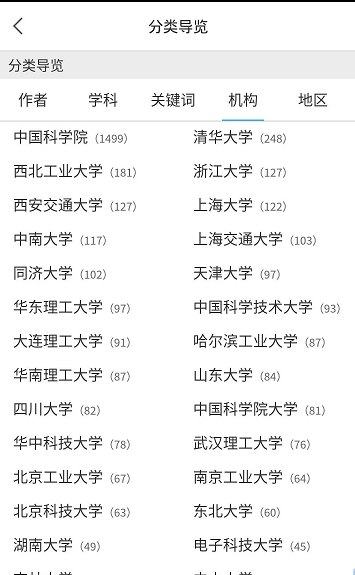 分类导览
分类导览
作者 学科 关键词 机构 地区
中国科学院 (1499) 清华大学 (248)
西北工业大学 (181) 浙江大学 (127)
西安交通大学 (127) 上海大学 (122)
中南大学 (117) 上海交通大学 (103)
同济大学 (102) 天津大学 (97)
华东理工大学 (97) 中国科学技术大学 (93)
大连理工大学 (91) 哈尔滨工业大学 (87)
华南理工大学 (87) 山东大学 (84)
四川大学 (82) 中国科学院大学 (81)
华中科技大学 (78) 武汉理工大学 (76)
北京工业大学 (67) 南京工业大学 (64)
北京科技大学 (63) 东北大学 (60)
湖南大学 (49) 电子科技大学 (45)